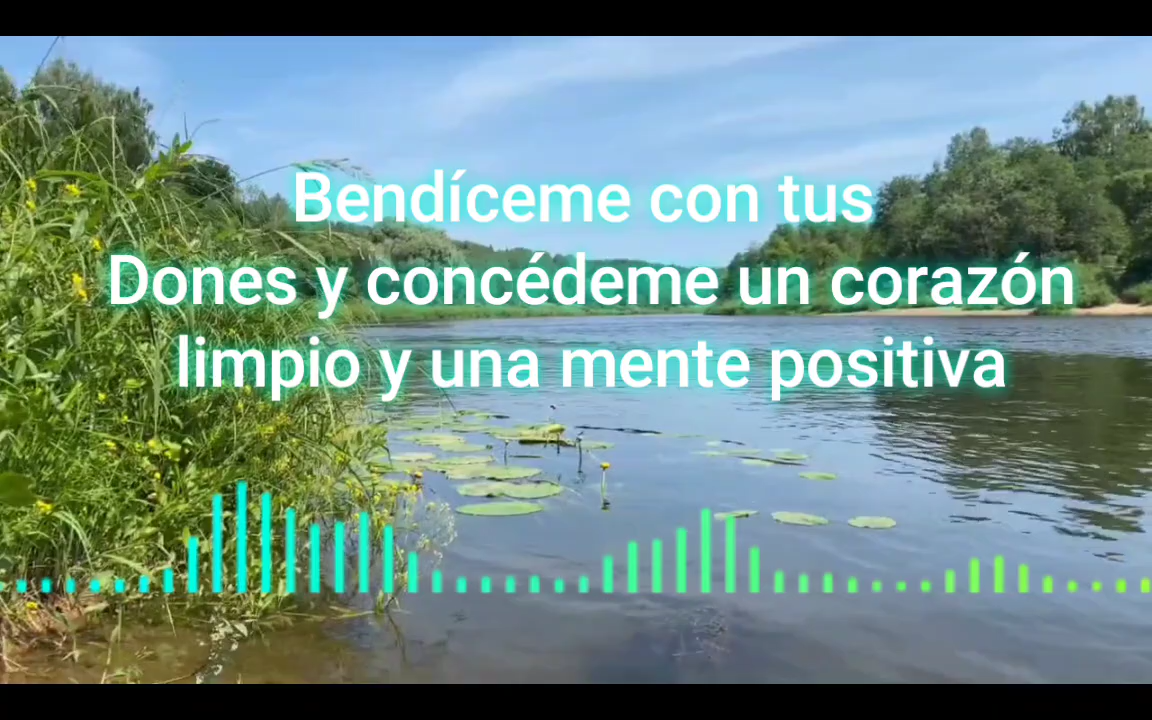 Bendíceme con tus
Dones y concédeme un corazón
limpio y una mente positiva